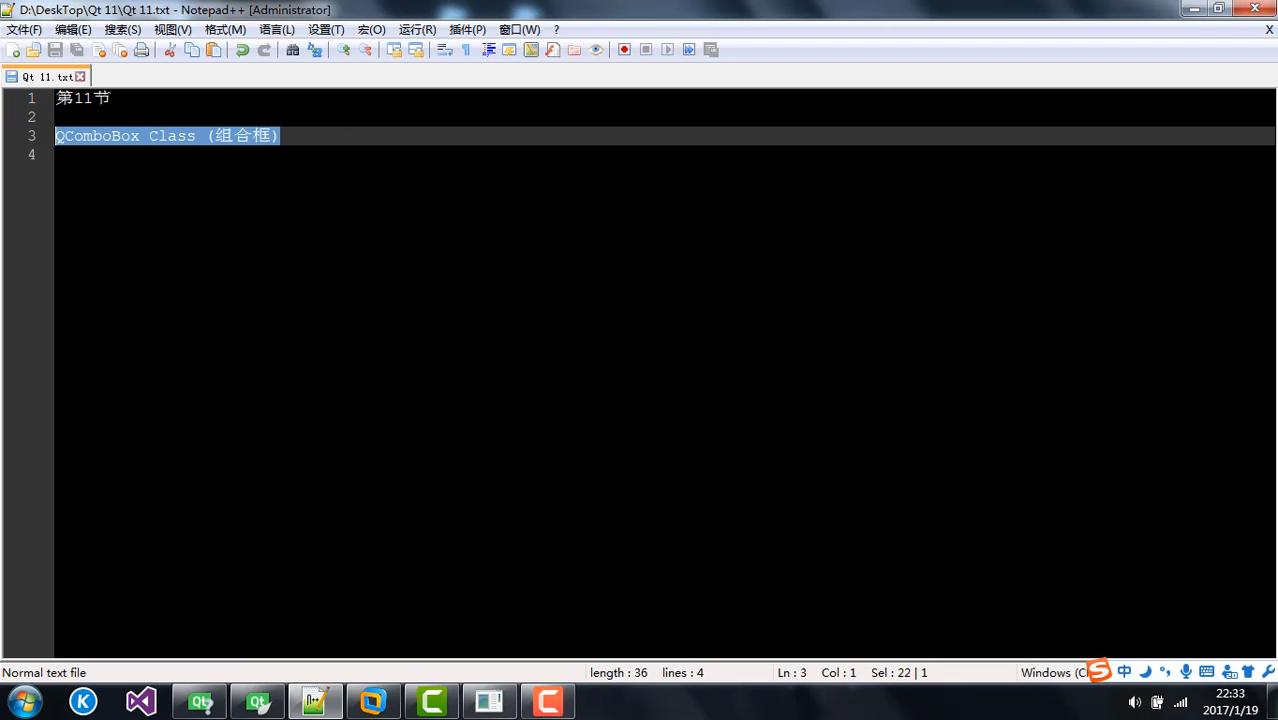 D:\DeskTop\Qt 11\Qt 11.txt - Notepad++ [Administrator]
文件(F) 编辑(E) 搜索(S) 视图(V) 格式(M) 语言(L) 设置(T) 宏(O) 运行(R) 插件(P) 窗口(W) ? X
Qt 11.txt
1 第11节
2
3 QComboBox Class (组合框)
4
Normal text file length : 36 lines : 4 Ln : 3 Col : 1 Sel : 22 | 1 Windows (C 中
22:33
2017/1/19